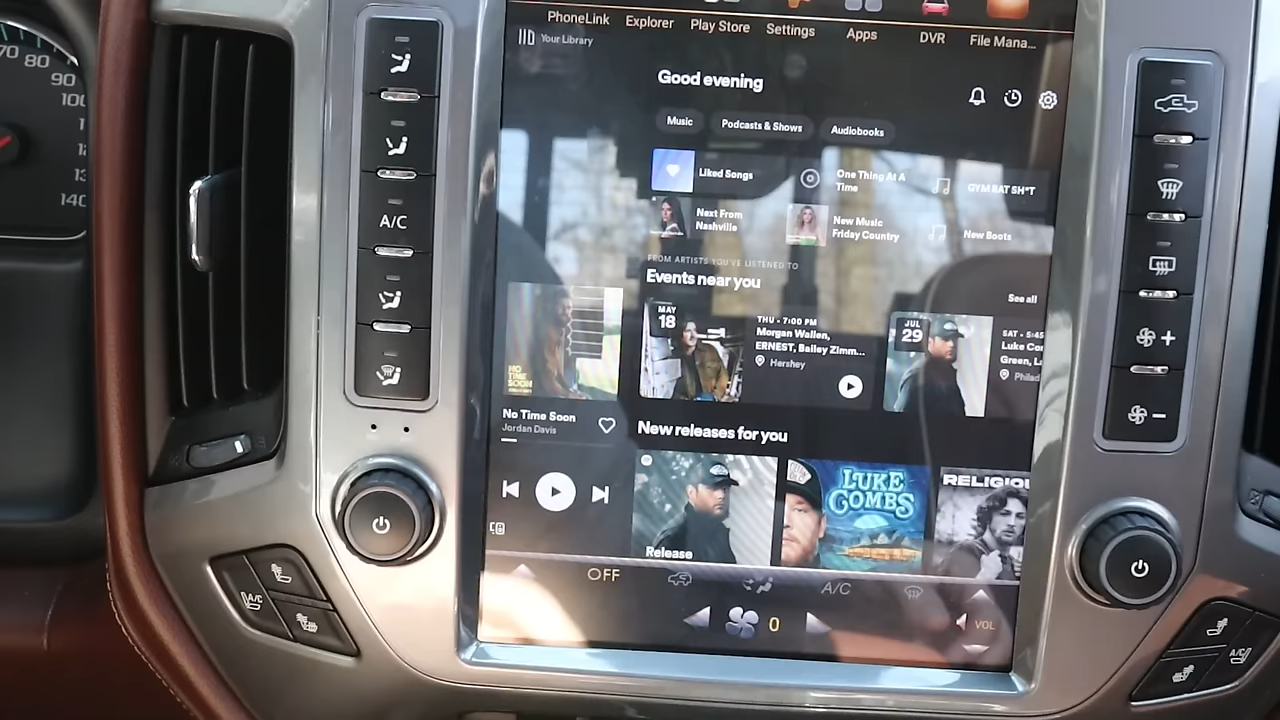 PhoneLink
Explorer
Play Store
Settings
Apps
DVR
File Mana...
Your Library
Good evening
Music
Podcasts & Shows
Audiobooks
Liked Songs
One Thing At A
Time
GYM RAT SH*T
Next From
Nashville
New Music
Friday Country
New Boots
FROM ARTISTS YOU'VE LISTENED TO
Events near you
See all
MAY
18
THU • 7:00 PM
Morgan Wallen,
ERNEST, Bailey Zimm...
Hershey
JUL
29
SAT • 5:45
Luke Co
Green, L
Philad
NO
TIME
SOON
No Time Soon
Jordan Davis
New releases for you
Release
LUKE
COMBS
RELIGIOU
OFF
A/C
0
VOL
A/C
A/C
A/C
70
80
90
100
140